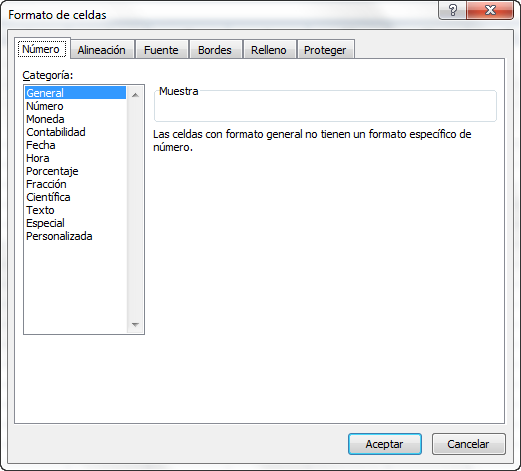 Formato de celdas
Número Alineación Fuente Bordes Relleno Proteger
Categoría:
General
Número
Moneda
Contabilidad
Fecha
Hora
Porcentaje
Fracción
Científica
Texto
Especial
Personalizada
Muestra
Las celdas con formato general no tienen un formato específico de
número.
Aceptar Cancelar